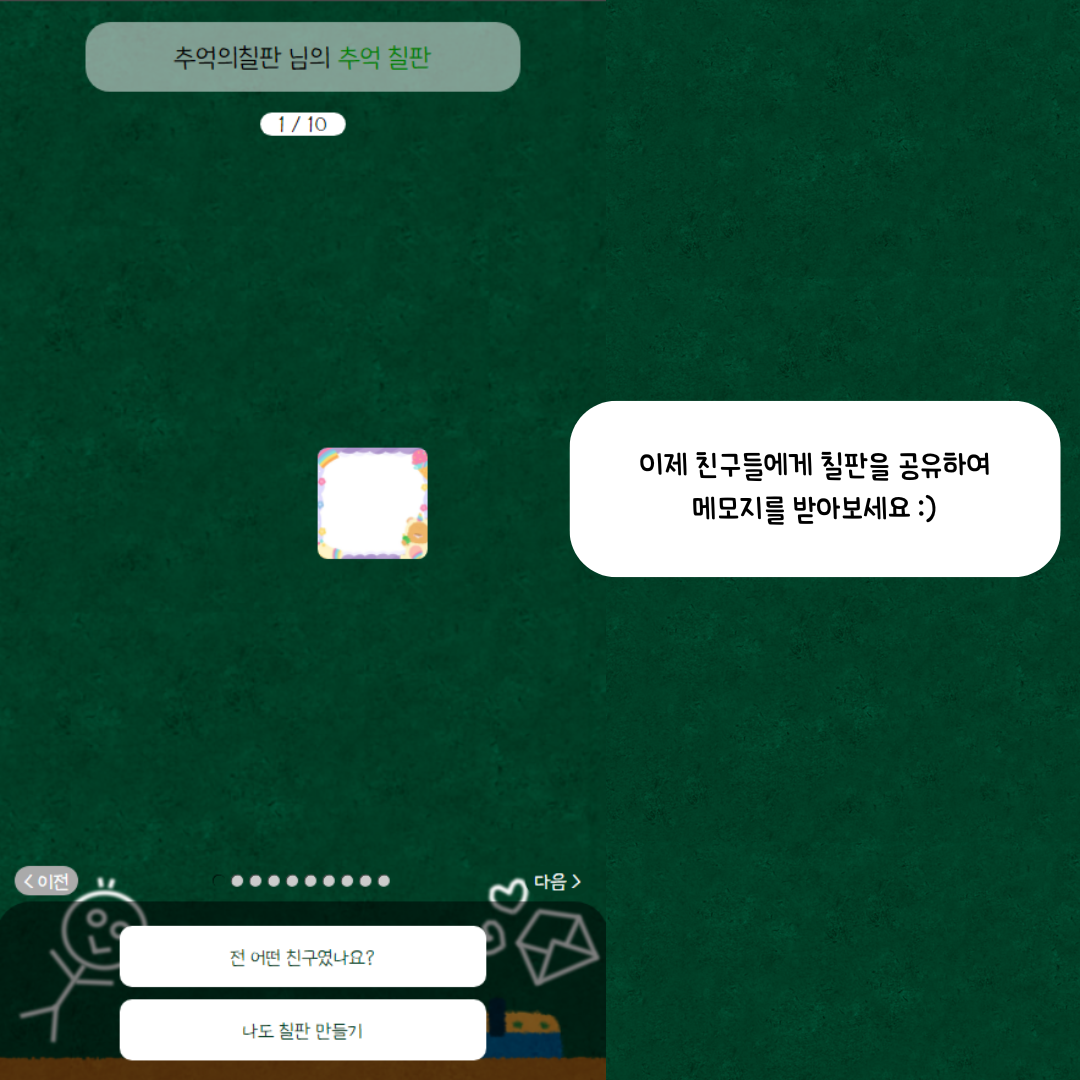 추억의칠판 님의 추억 칠판
1 / 10
이제 친구들에게 칠판을 공유하여
메모지를 받아보세요 :)
< 이전
다음 >
전 어떤 친구였나요?
나도 칠판 만들기